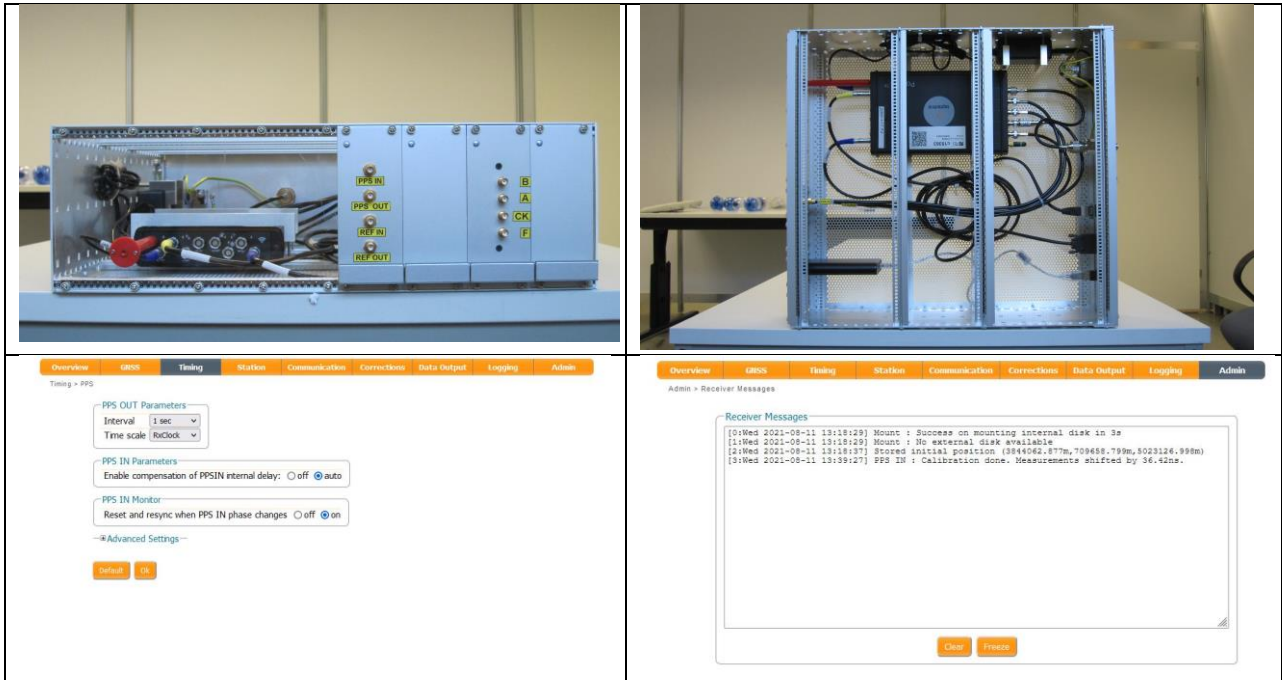 PPS IN
PPS OUT
REF IN
REF OUT
B
A
CK
F
Overview GNSS Timing Station Communication Corrections Data Output Logging Admin
Timing > PPS
PPS OUT Parameters
Interval 1 sec
Time scale RxClock
PPS IN Parameters
Enable compensation of PPSIN internal delay: off auto
PPS IN Monitor
Reset and resync when PPS IN phase changes off on
Advanced Settings
Default Ok
Overview GNSS Timing Station Communication Corrections Data Output Logging Admin
Admin > Receiver Messages
Receiver Messages
[0:Wed 2021-08-11 13:18:29] Mount : Success on mounting internal disk in 3s
[1:Wed 2021-08-11 13:18:29] Mount : No external disk available
[2:Wed 2021-08-11 13:18:37] Stored initial position (3844062.877m,709658.799m,5023126.998m)
[3:Wed 2021-08-11 13:39:27] PPS IN : Calibration done. Measurements shifted by 36.42ns.
Clear Freeze